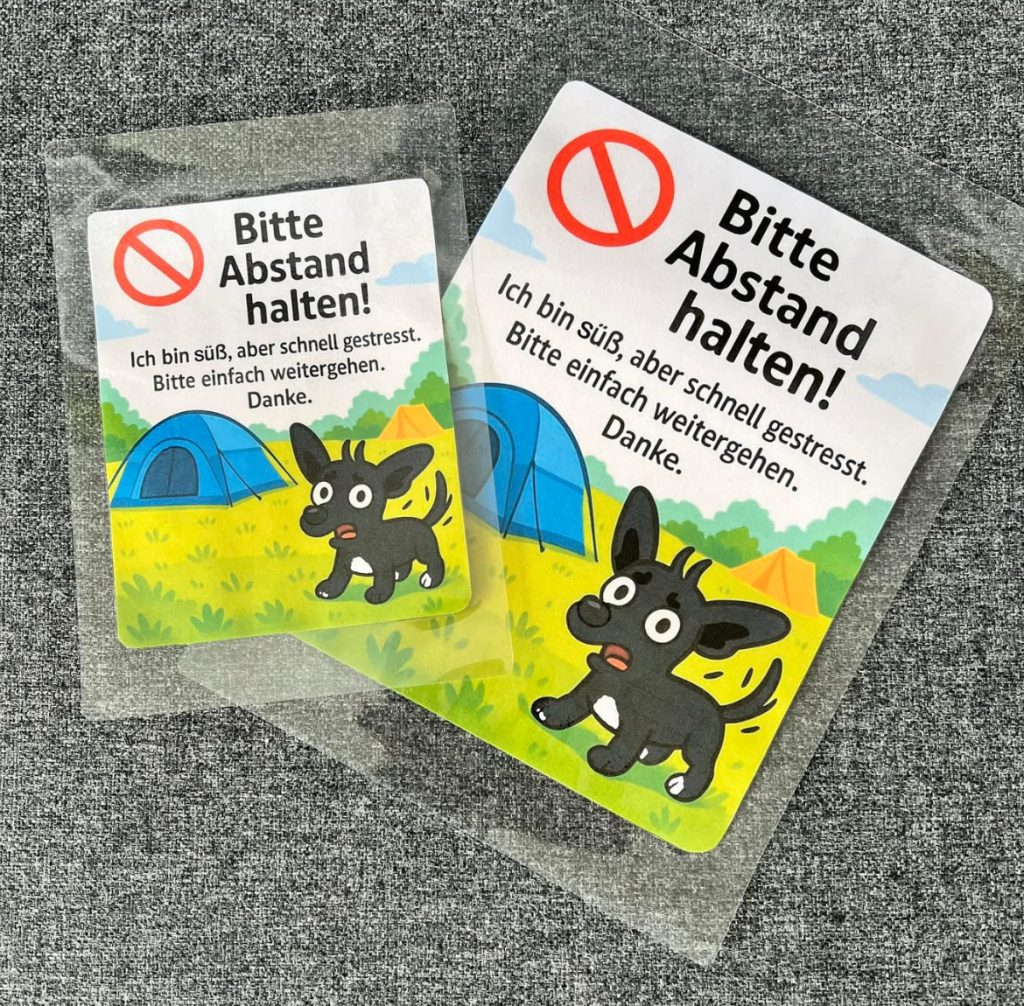 Bitte
Abstand
halten!
Ich bin süß, aber schnell gestresst.
Bitte einfach weitergehen.
Danke.
Bitte
Abstand
halten!
Ich bin süß, aber schnell gestresst.
Bitte einfach weitergehen.
Danke.